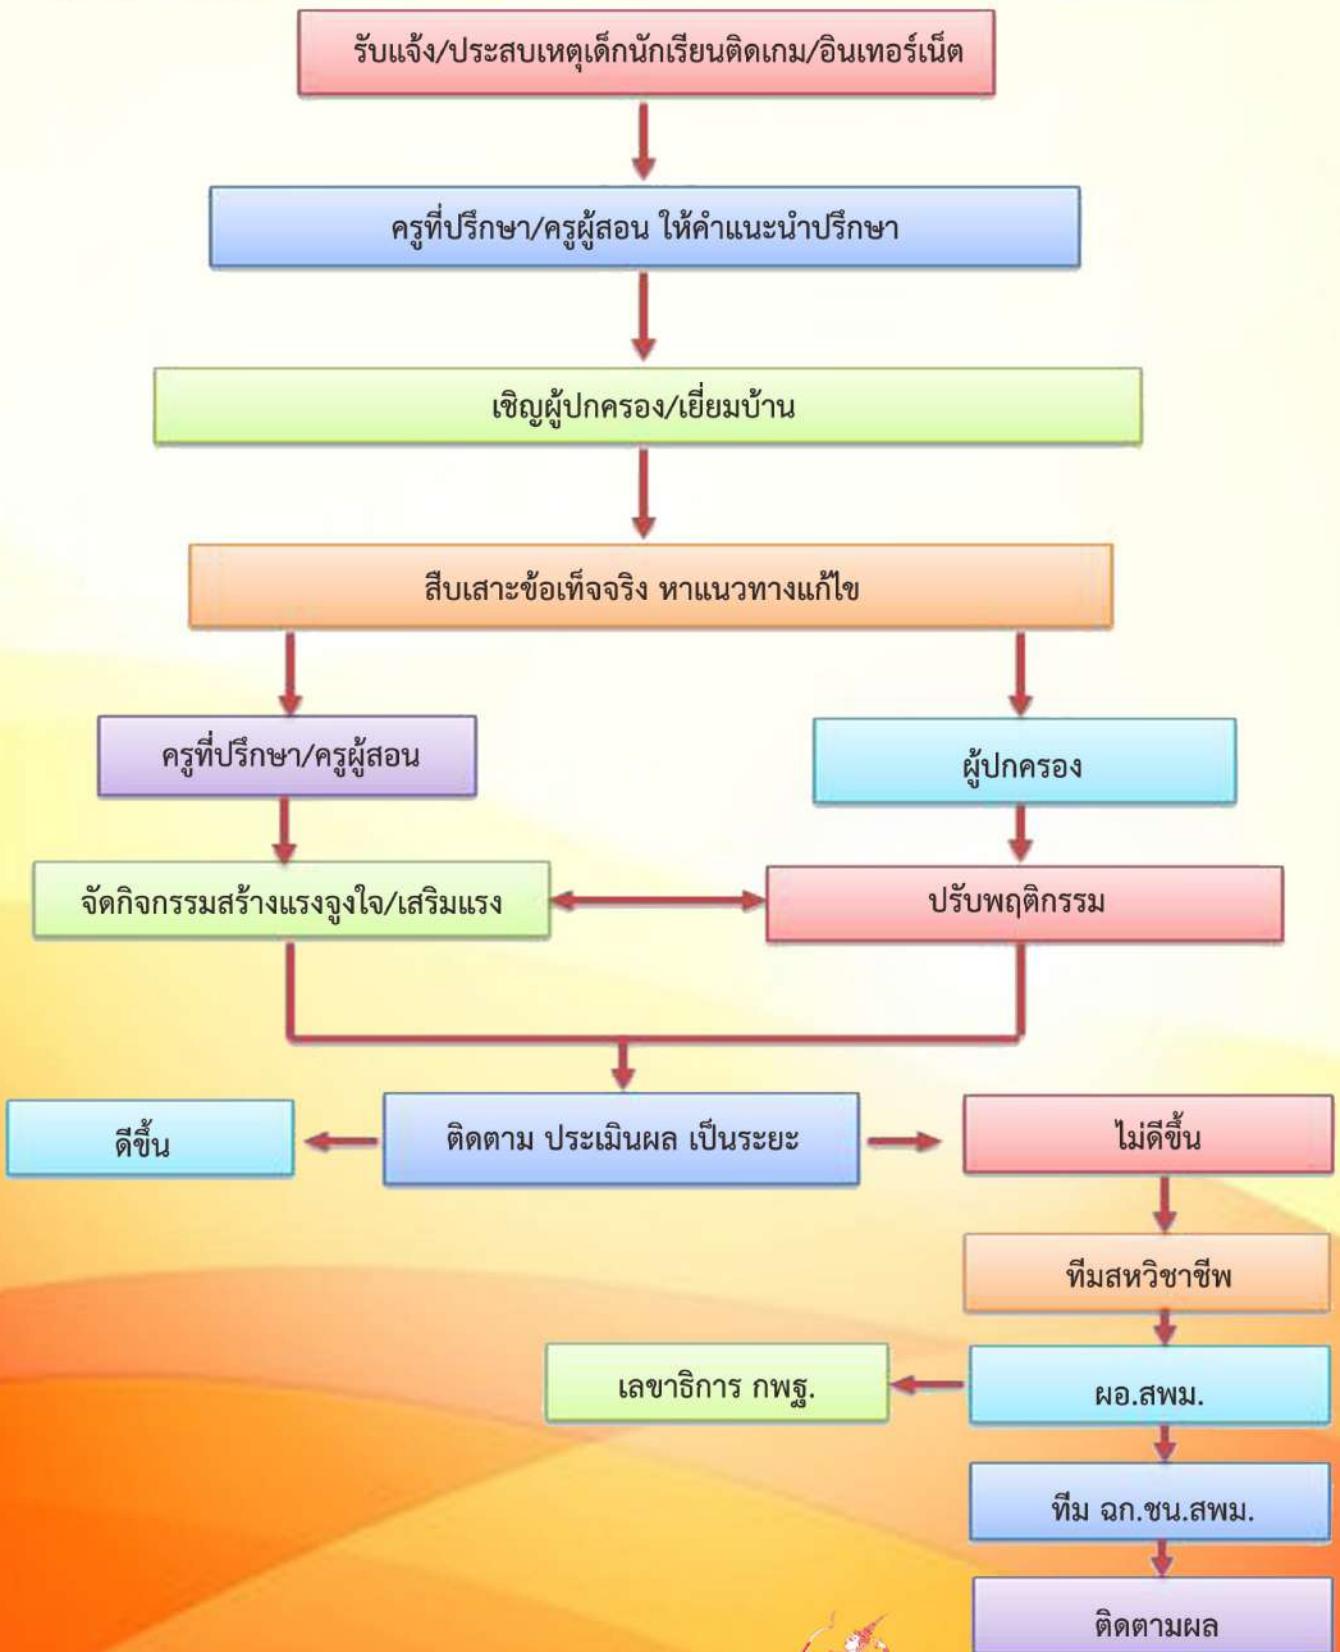 รับแจ้ง/ประสบเหตุเด็กนักเรียนติดเกม/อินเทอร์เน็ต
ครูที่ปรึกษา/ครูผู้สอน ให้คำแนะนำปรึกษา
เชิญผู้ปกครอง/เยี่ยมบ้าน
สืบเสาะข้อเท็จจริง หาแนวทางแก้ไข
ครูที่ปรึกษา/ครูผู้สอน
ผู้ปกครอง
จัดกิจกรรมสร้างแรงจูงใจ/เสริมแรง
ปรับพฤติกรรม
ดีขึ้น
ติดตาม ประเมินผล เป็นระยะ
ไม่ดีขึ้น
ทีมสหวิชาชีพ
เลขาธิการ กพฐ.
ผอ.สพม.
ทีม ฉก.ชน.สพม.
ติดตามผล